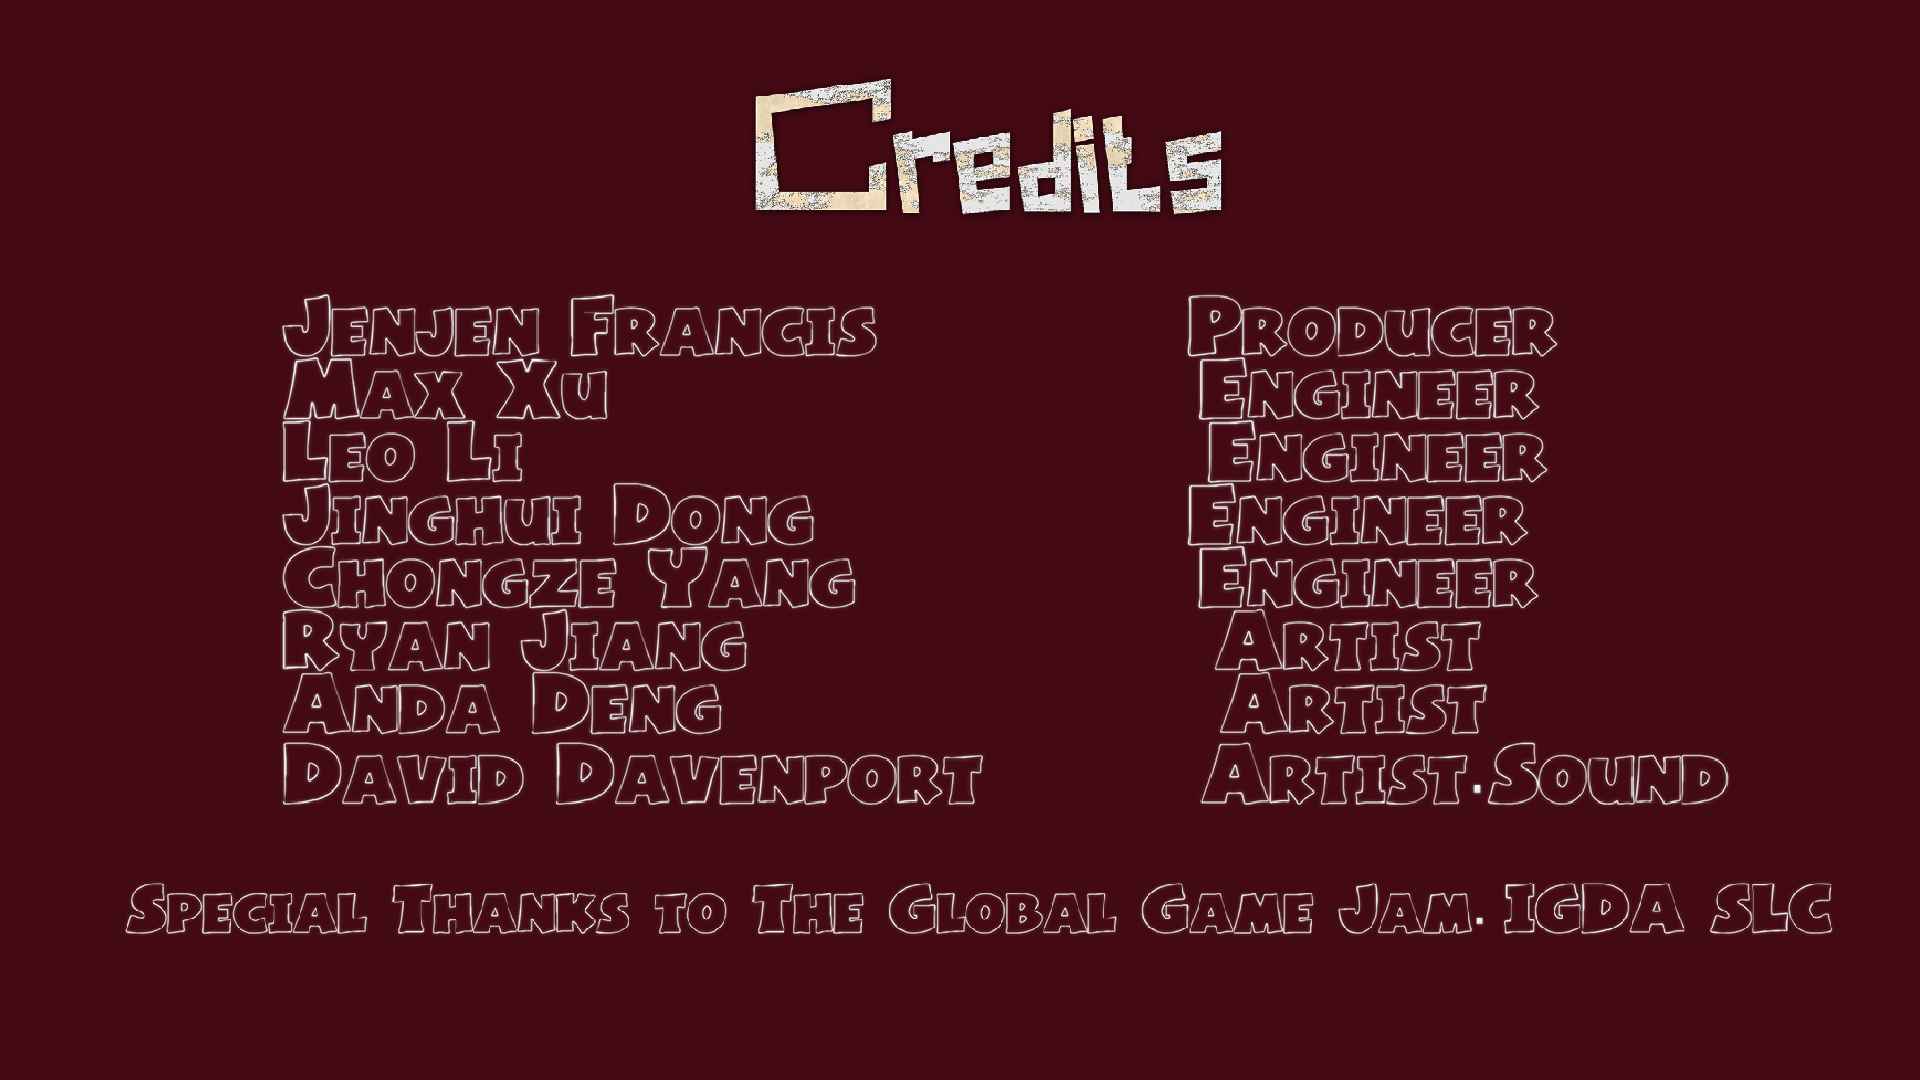 Credits
Jenjen Francis Producer
Max Xu Engineer
Leo Li Engineer
Jinghui Dong Engineer
Chongze Yang Engineer
Ryan Jiang Artist
Anda Deng Artist
David Davenport Artist.Sound
Special Thanks to The Global Game Jam. IGDA SLC